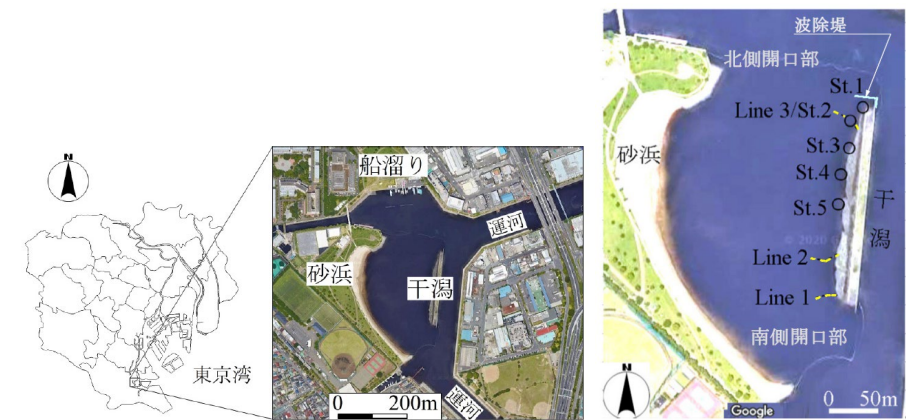 N
東京湾
船溜り
運河
砂浜
干潟
運河
0 200m
波除堤
北側開口部
St.1
Line 3/St.2
砂浜
St.3
St.4
St.5
干
潟
Line 2
Line 1
南側開口部
Google
0 50m